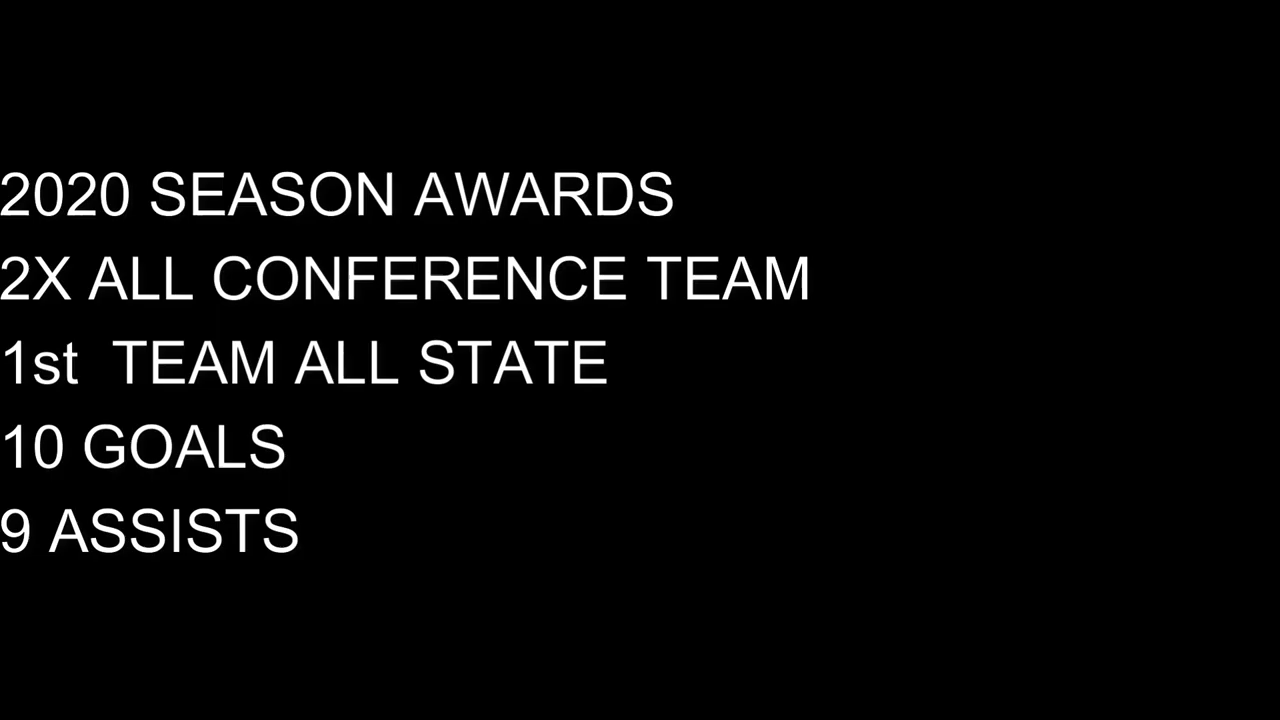 2020 SEASON AWARDS
2X ALL CONFERENCE TEAM
1st  TEAM ALL STATE
10 GOALS
9 ASSISTS